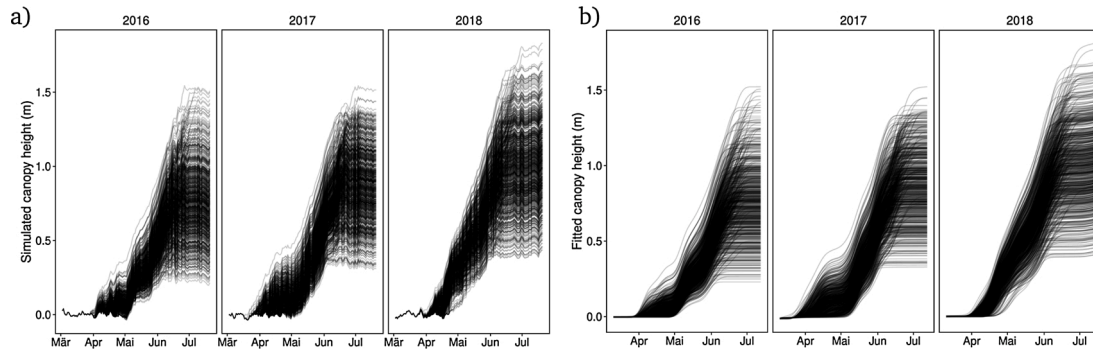 a)
2016
2017
2018
Simulated canopy height (m)
1.5
1.0
0.5
0.0
Mär Apr Mai Jun Jul
Mär Apr Mai Jun Jul
Mär Apr Mai Jun Jul
b)
2016
2017
2018
Fitted canopy height (m)
1.5
1.0
0.5
0.0
Apr Mai Jun Jul
Apr Mai Jun Jul
Apr Mai Jun Jul